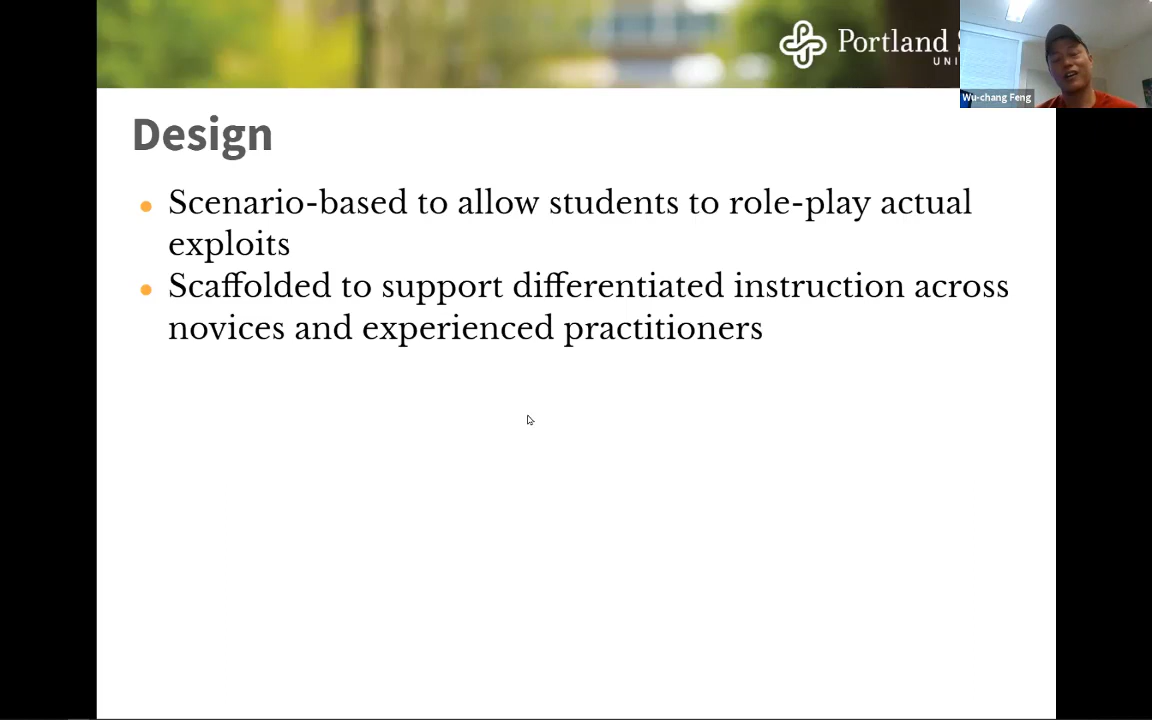 Portland
UNI
Wu-chang Feng
Design
Scenario-based to allow students to role-play actual
exploits
Scaffolded to support differentiated instruction across
novices and experienced practitioners